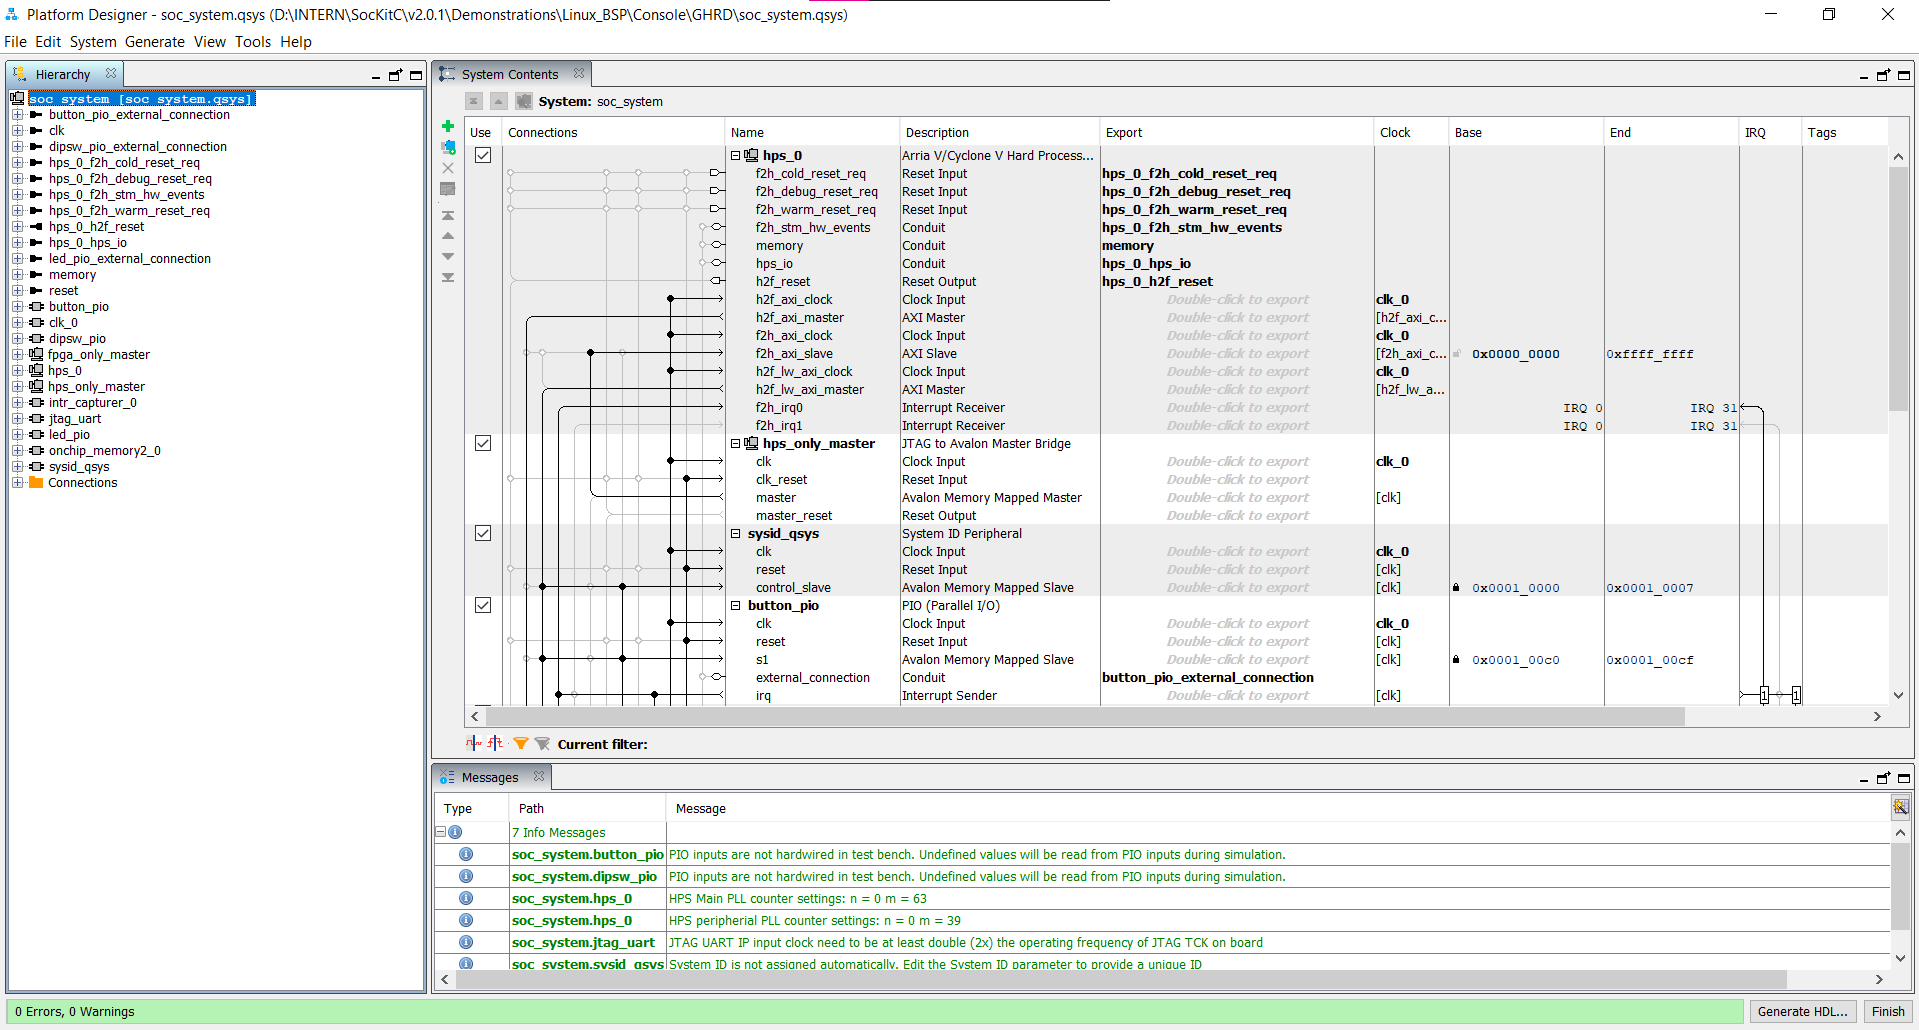 Platform Designer - soc_system.qsys (D:\INTERN\SocKitC\v2.0.1\Demonstrations\Linux_BSP\Console\GHRD\soc_system.qsys)
File Edit System Generate View Tools Help
Hierarchy
soc_system [soc_system.qsys]
button_pio_external_connection
clk
dipsw_pio_external_connection
hps_0_f2h_cold_reset_req
hps_0_f2h_debug_reset_req
hps_0_f2h_stm_hw_events
hps_0_f2h_warm_reset_req
hps_0_h2f_reset
hps_0_hps_io
led_pio_external_connection
memory
reset
button_pio
clk_0
dipsw_pio
fpga_only_master
hps_0
hps_only_master
intr_capturer_0
jtag_uart
led_pio
onchip_memory2_0
sysid_qsys
Connections
System Contents
System: soc_system
Use Connections Name Description Export Clock Base End IRQ Tags
hps_0 Arria V/Cyclone V Hard Process...
f2h_cold_reset_req Reset Input hps_0_f2h_cold_reset_req
f2h_debug_reset_req Reset Input hps_0_f2h_debug_reset_req
f2h_warm_reset_req Reset Input hps_0_f2h_warm_reset_req
f2h_stm_hw_events Conduit hps_0_f2h_stm_hw_events
memory Conduit memory
hps_io Conduit hps_0_hps_io
h2f_reset Reset Output hps_0_h2f_reset
h2f_axi_clock Clock Input Double-click to export clk_0
h2f_axi_master AXI Master Double-click to export [h2f_axi_c...
f2h_axi_clock Clock Input Double-click to export clk_0
f2h_axi_slave AXI Slave Double-click to export [f2h_axi_c... 0x0000_0000 0xffff_ffff
h2f_lw_axi_clock Clock Input Double-click to export clk_0
h2f_lw_axi_master AXI Master Double-click to export [h2f_lw_a...
f2h_irq0 Interrupt Receiver Double-click to export IRQ 0 IRQ 31
f2h_irq1 Interrupt Receiver Double-click to export IRQ 0 IRQ 31
hps_only_master JTAG to Avalon Master Bridge
clk Clock Input Double-click to export clk_0
clk_reset Reset Input Double-click to export
master Avalon Memory Mapped Master Double-click to export [clk]
master_reset Reset Output Double-click to export
sysid_qsys System ID Peripheral
clk Clock Input Double-click to export clk_0
reset Reset Input Double-click to export [clk]
control_slave Avalon Memory Mapped Slave Double-click to export [clk] 0x0001_0000 0x0001_0007
button_pio PIO (Parallel I/O)
clk Clock Input Double-click to export clk_0
reset Reset Input Double-click to export [clk]
s1 Avalon Memory Mapped Slave Double-click to export [clk] 0x0001_00c0 0x0001_00cf
external_connection Conduit button_pio_external_connection
irq Interrupt Sender Double-click to export [clk] 1 1
Current filter:
Messages
Type Path Message
7 Info Messages
soc_system.button_pio PIO inputs are not hardwired in test bench. Undefined values will be read from PIO inputs during simulation.
soc_system.dipsw_pio PIO inputs are not hardwired in test bench. Undefined values will be read from PIO inputs during simulation.
soc_system.hps_0 HPS Main PLL counter settings: n = 0 m = 63
soc_system.hps_0 HPS peripherial PLL counter settings: n = 0 m = 39
soc_system.jtag_uart JTAG UART IP input clock need to be at least double (2x) the operating frequency of JTAG TCK on board
soc_system.sysid_qsys System ID is not assigned automatically. Edit the System ID parameter to provide a unique ID
0 Errors, 0 Warnings
Generate HDL... Finish